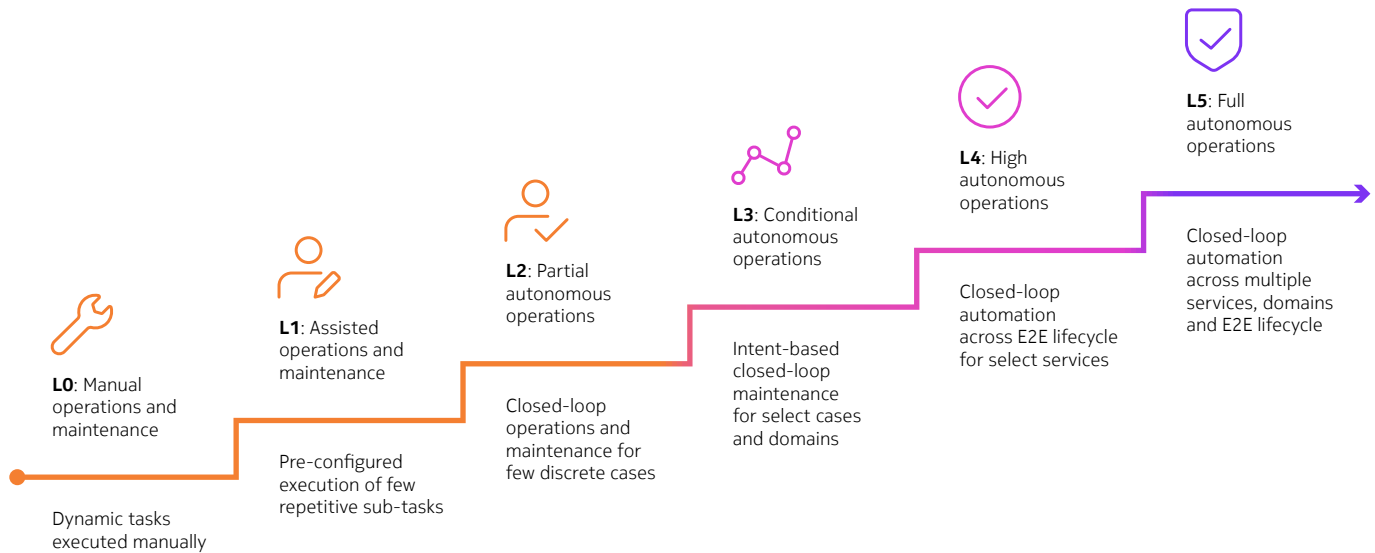 L0: Manual
operations and
maintenance
Dynamic tasks
executed manually
L1: Assisted
operations and
maintenance
Pre-configured
execution of few
repetitive sub-tasks
L2: Partial
autonomous
operations
Closed-loop
operations and
maintenance for
few discrete cases
L3: Conditional
autonomous
operations
Intent-based
closed-loop
maintenance
for select cases
and domains
L4: High
autonomous
operations
Closed-loop
automation
across E2E lifecycle
for select services
L5: Full
autonomous
operations
Closed-loop
automation
across multiple
services, domains
and E2E lifecycle